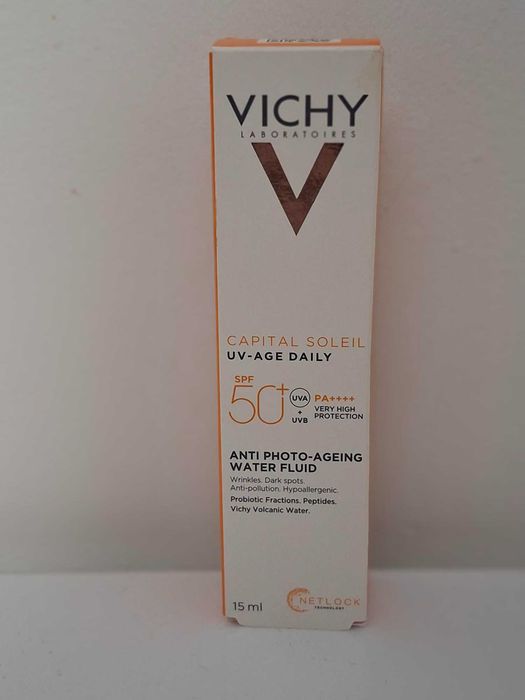 VICHY
LABORATOIRES
V
CAPITAL SOLEIL
UV-AGE DAILY
SPF
50+
UVA
+
UVB
PA++++
VERY HIGH
PROTECTION
ANTI PHOTO-AGEING
WATER FLUID
Wrinkles. Dark spots.
Anti-pollution. Hypoallergenic.
Probiotic Fractions. Peptides.
Vichy Volcanic Water.
15 ml
NETLOCK
TECHNOLOGY